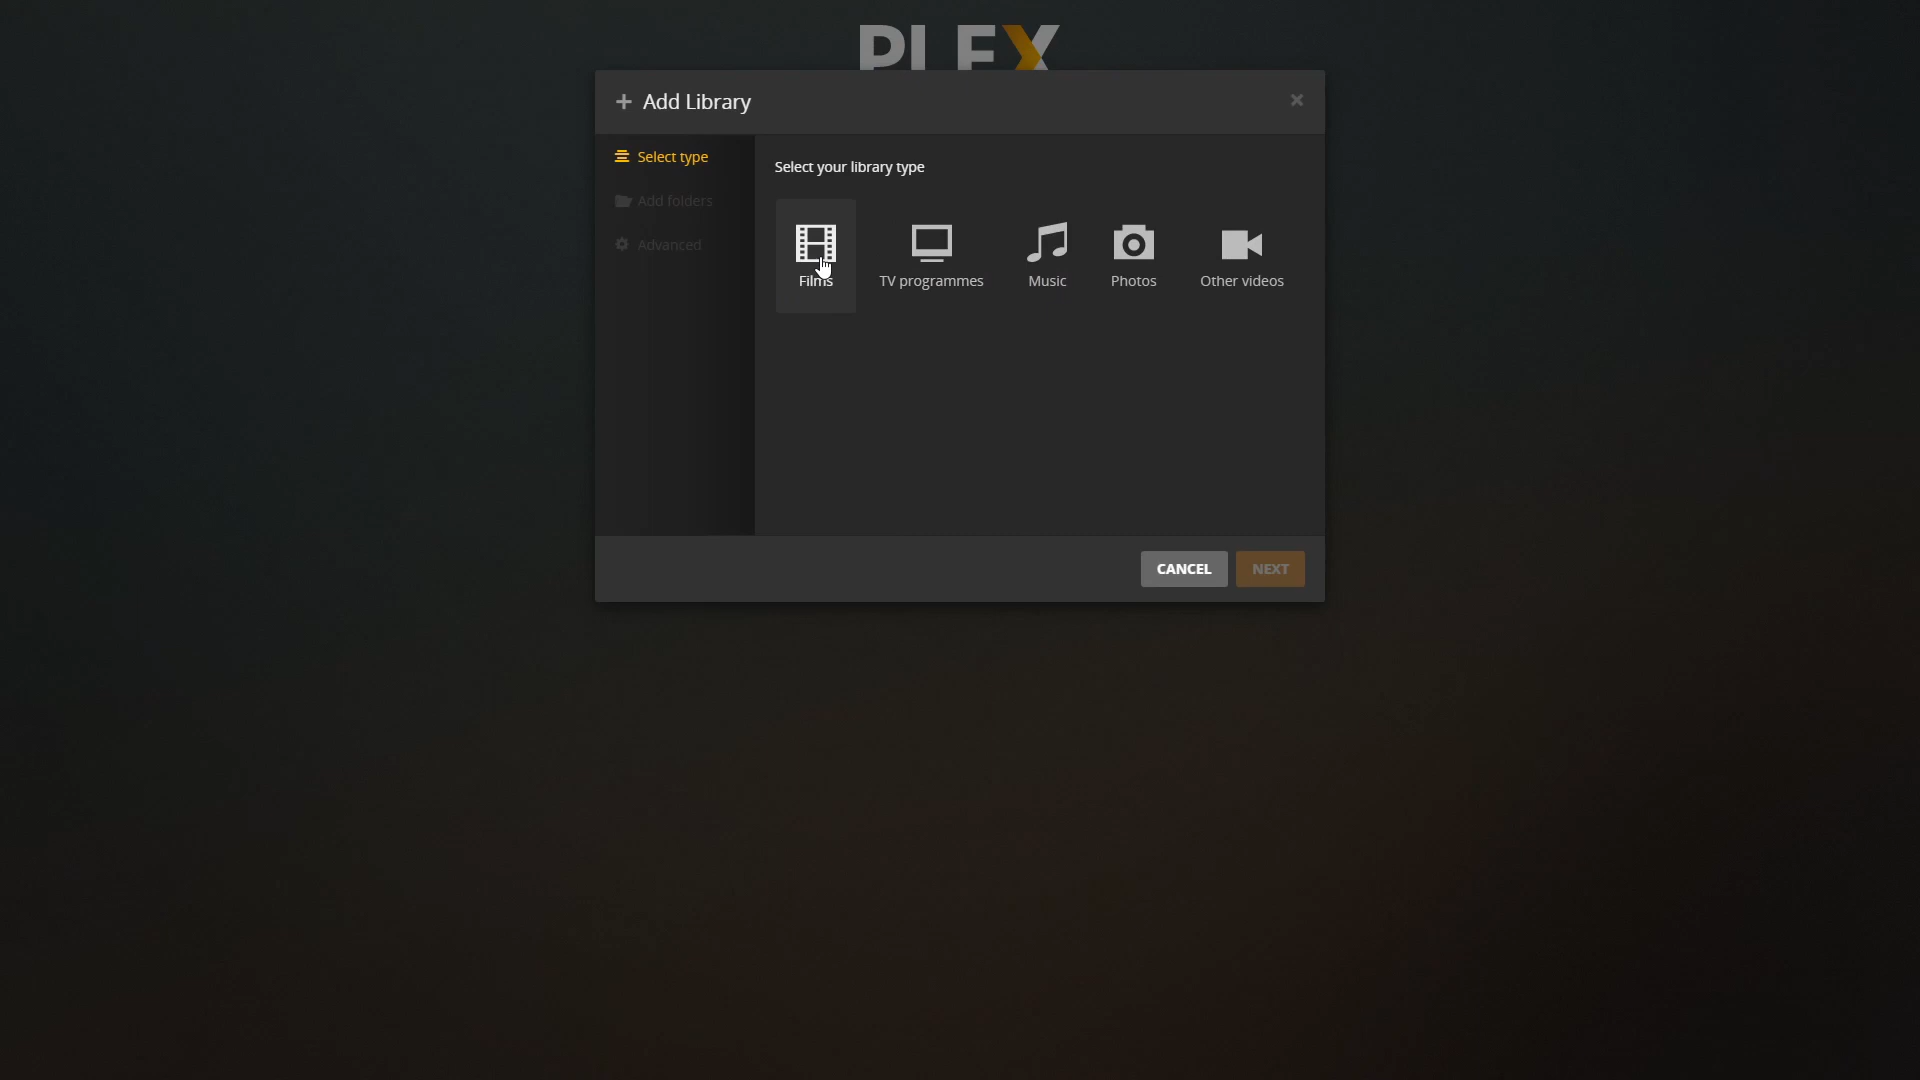 PLEX
Add Library
Select type
Add folders
Advanced
Select your library type
Films
TV programmes
Music
Photos
Other videos
CANCEL
NEXT